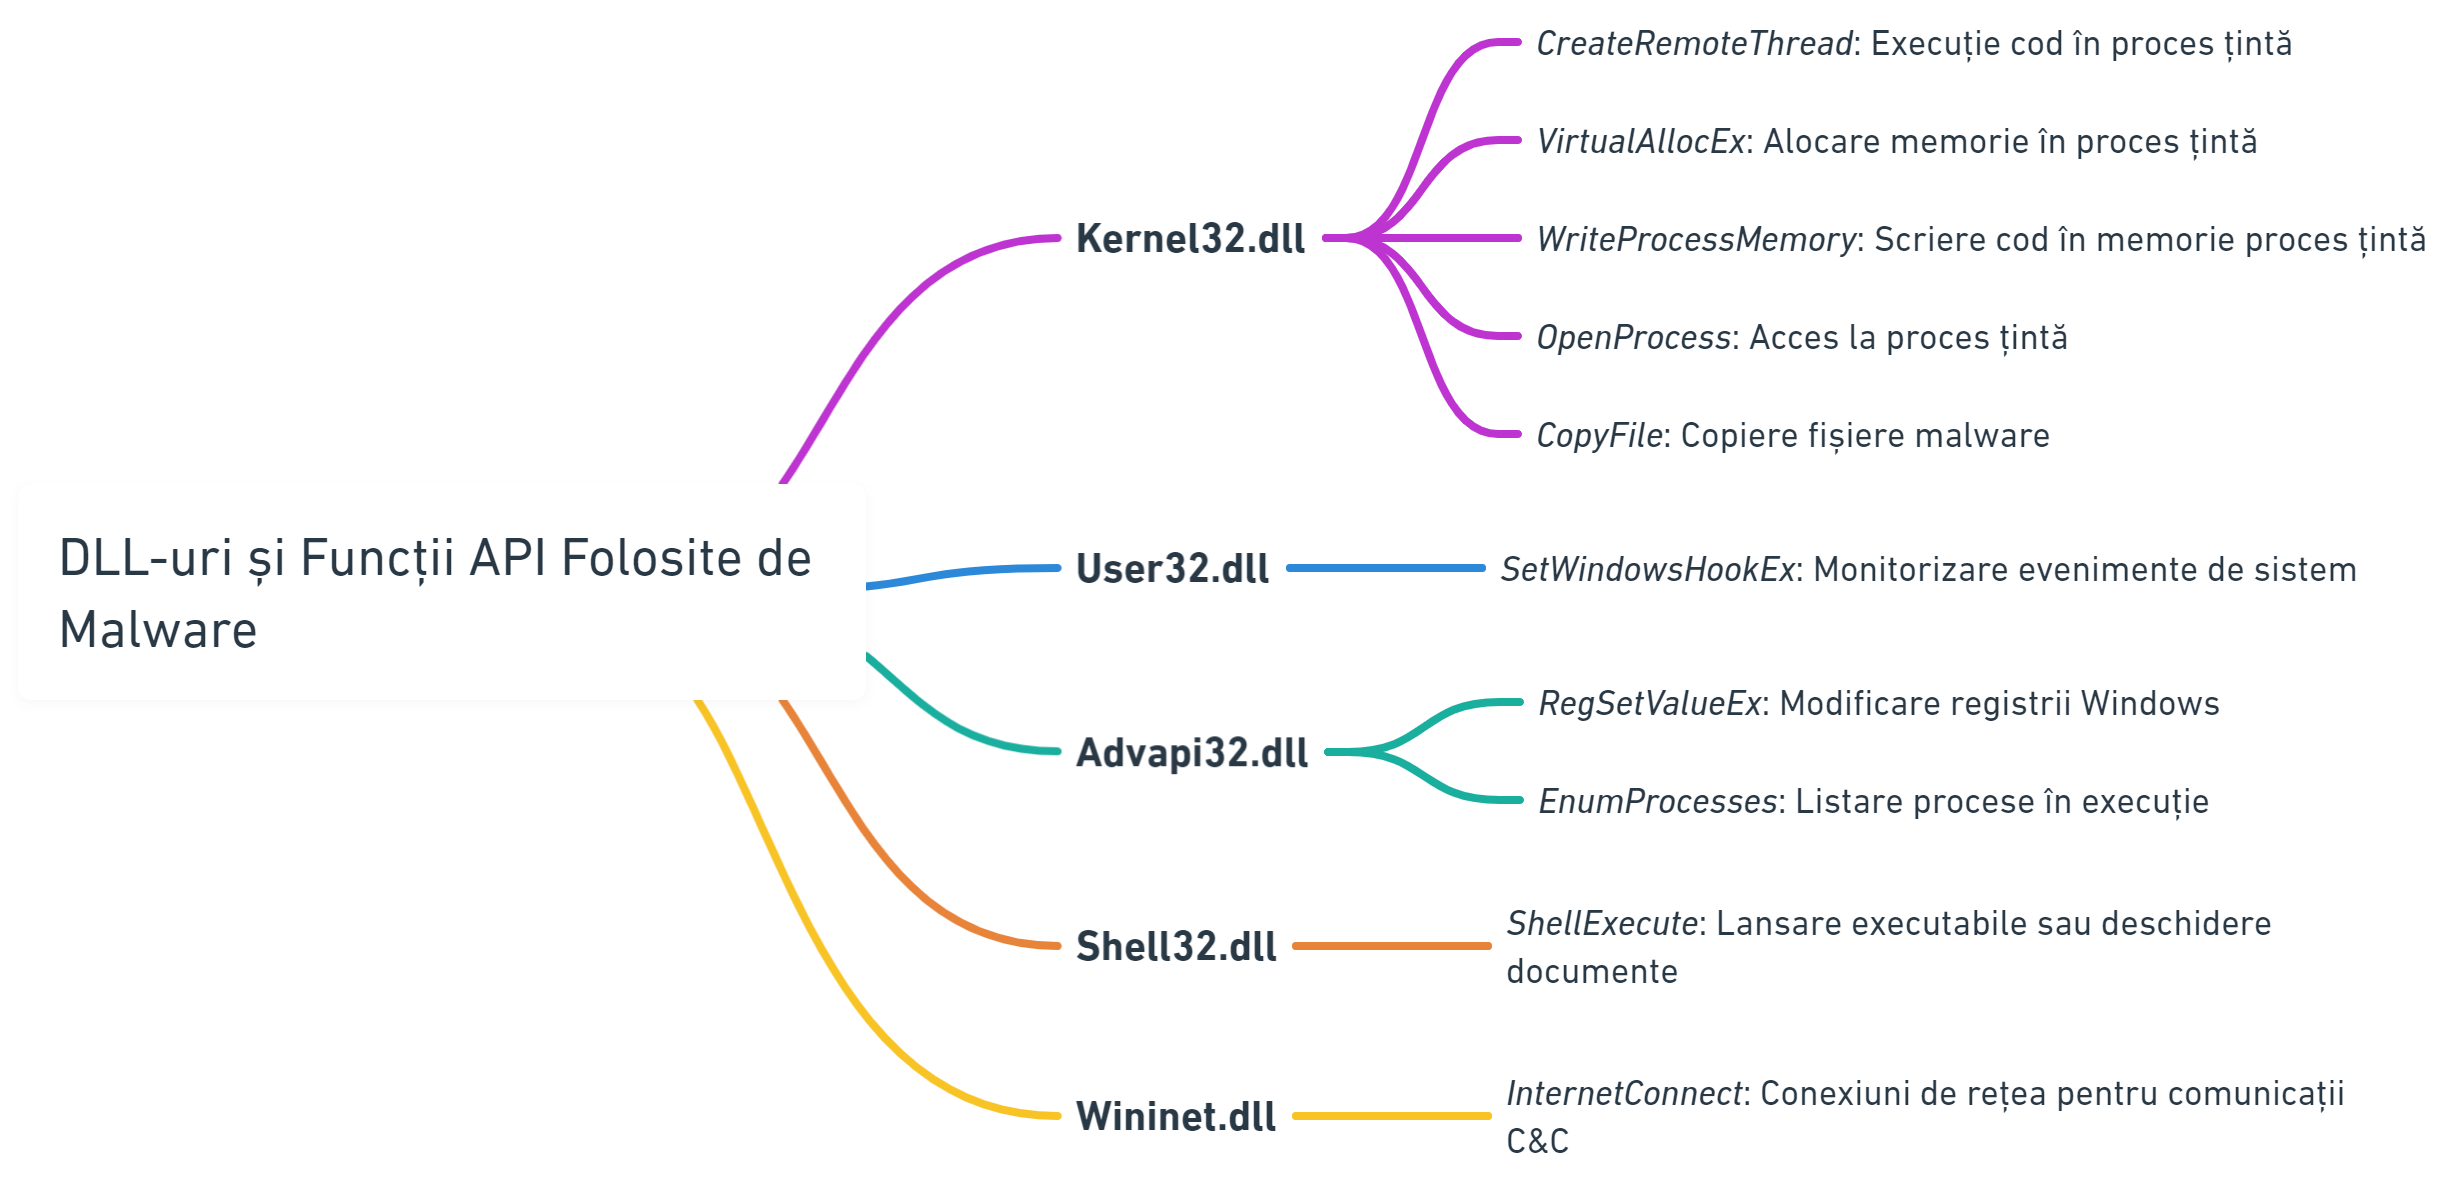 DLL-uri și Funcții API Folosite de
Malware
Kernel32.dll
CreateRemoteThread: Execuție cod în proces țintă
VirtualAllocEx: Alocare memorie în proces țintă
WriteProcessMemory: Scriere cod în memorie proces țintă
OpenProcess: Acces la proces țintă
CopyFile: Copiere fișiere malware
User32.dll
SetWindowsHookEx: Monitorizare evenimente de sistem
Advapi32.dll
RegSetValueEx: Modificare registrii Windows
EnumProcesses: Listare procese în execuție
Shell32.dll
ShellExecute: Lansare executabile sau deschidere
documente
Wininet.dll
InternetConnect: Conexiuni de rețea pentru comunicații
C&C